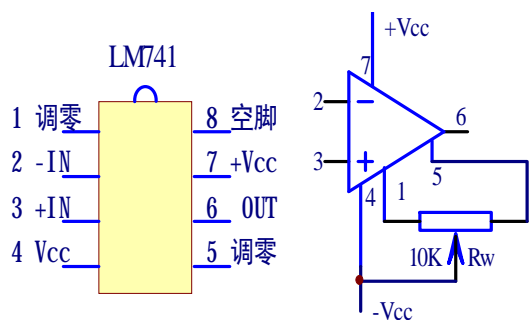 LM741
1 调零
2 -IN
3 +IN
4 Vcc
8 空脚
7 +Vcc
6 OUT
5 调零
+Vcc
7
2
-
6
3
+
5
1
4
10K
Rw
-Vcc